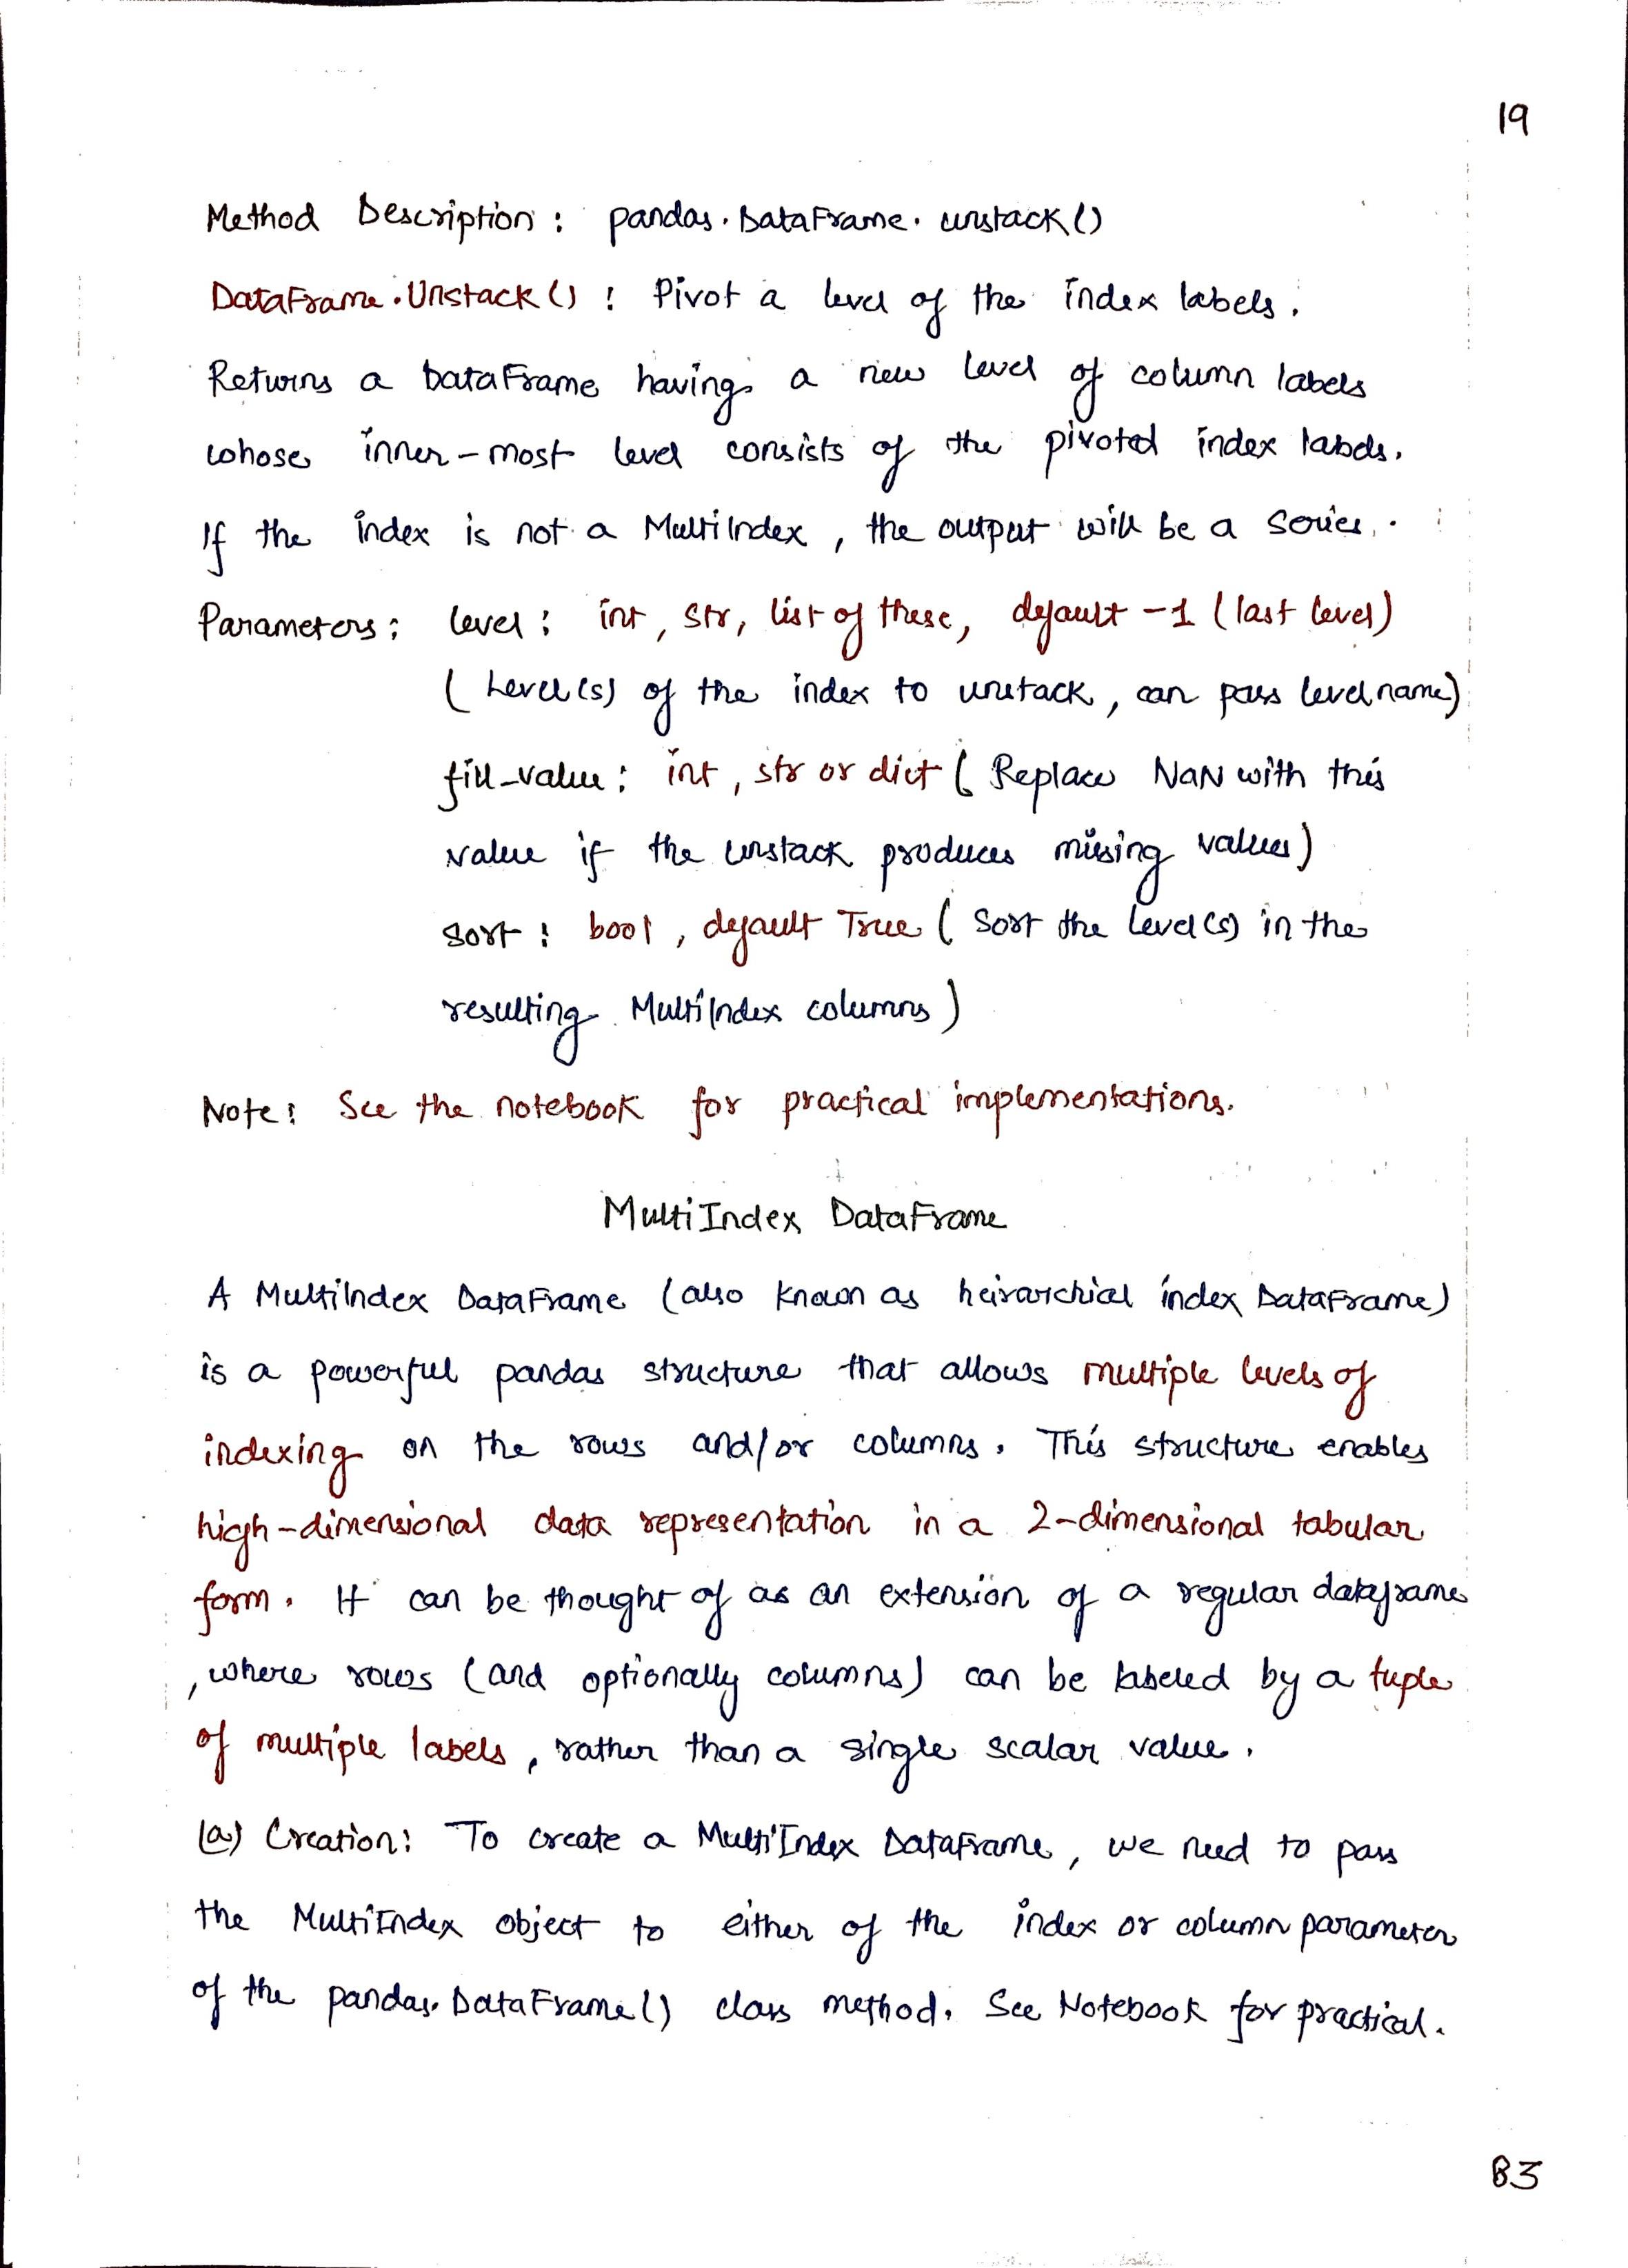 19
Method Description : pandas.DataFrame.unstack()
DataFrame.Unstack() : Pivot a level of the index labels.
Returns a DataFrame having a new level of column labels
whose inner-most level consists of the pivoted index labels.
If the index is not a MultiIndex, the output will be a series.
Parameters: level : int, str, list of these, default -1 (last level)
(Level(s) of the index to unstack, can pass level name)
fill_value : int, str or dict ( Replace NaN with this
value if the unstack produces missing values)
sort : bool, default True ( Sort the level(s) in the
resulting MultiIndex columns)
Note: See the notebook for practical implementations.
MultiIndex DataFrame
A MultiIndex DataFrame (also known as heirarchial index DataFrame)
is a powerful pandas structure that allows multiple levels of
indexing on the rows and/or columns. This structure enables
high-dimensional data representation in a 2-dimensional tabular
form. It can be thought of as an extension of a regular dataframe
, where rows (and optionally columns) can be labeled by a tuple
of multiple labels, rather than a single scalar value.
(a) Creation: To create a MultiIndex DataFrame, we need to pass
the MultiIndex object to either of the index or column parameter
of the pandas.DataFrame() class method. See Notebook for practical.
83